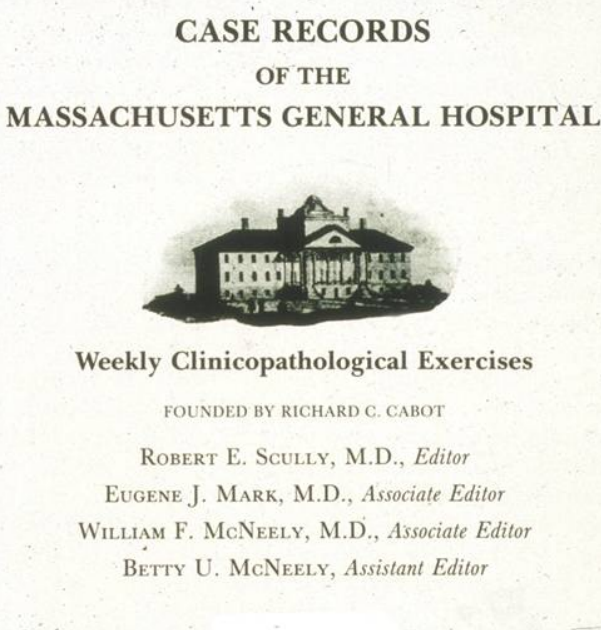 CASE RECORDS
OF THE
MASSACHUSETTS GENERAL HOSPITAL
Weekly Clinicopathological Exercises
FOUNDED BY RICHARD C. CABOT
ROBERT E. SCULLY, M.D., Editor
EUGENE J. MARK, M.D., Associate Editor
WILLIAM F. MCNEELY, M.D., Associate Editor
BETTY U. MCNEELY, Assistant Editor